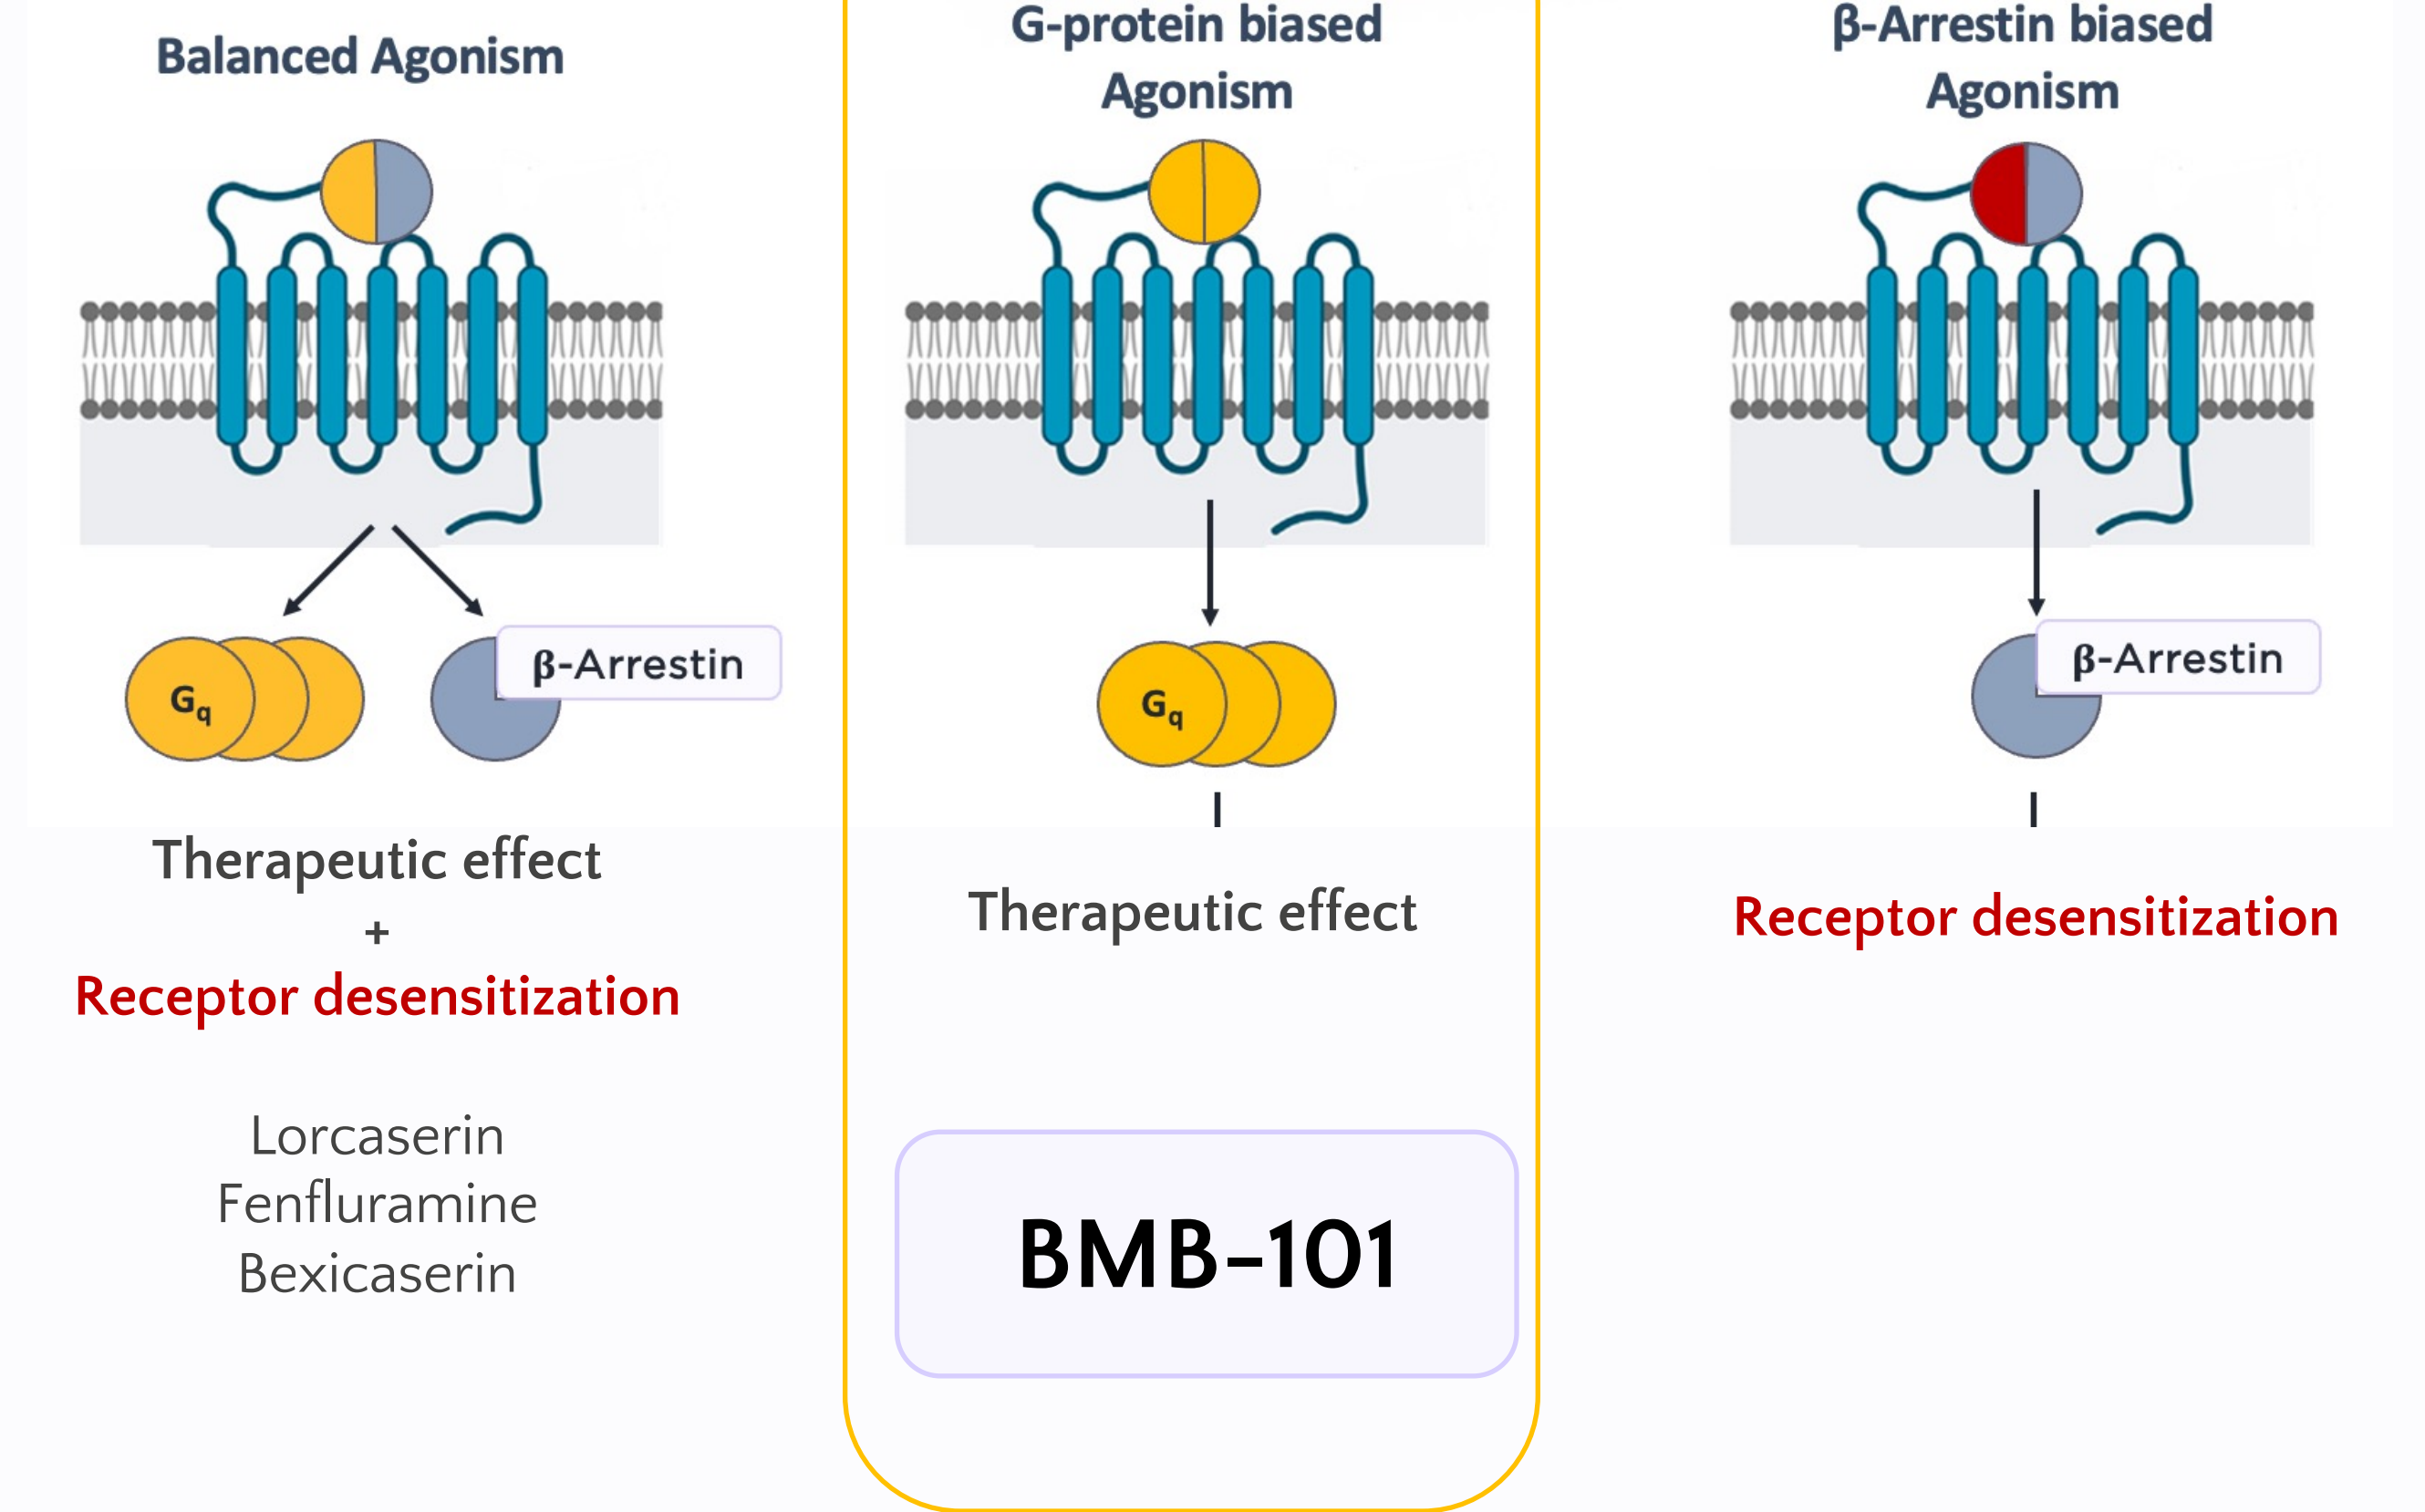 Balanced Agonism
Gq
β-Arrestin
Therapeutic effect
+
Receptor desensitization
Lorcaserin
Fenfluramine
Bexicaserin
G-protein biased
Agonism
Gq
Therapeutic effect
BMB-101
β-Arrestin biased
Agonism
β-Arrestin
Receptor desensitization